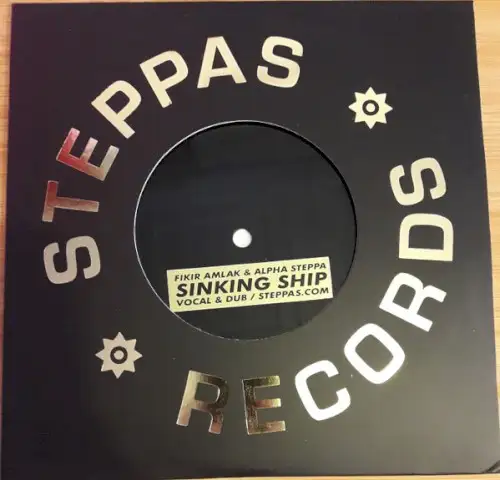 STEPPAS
RECORDS
FIKIR AMLAK & ALPHA STEPPA
SINKING SHIP
VOCAL & DUB / STEPPAS.COM